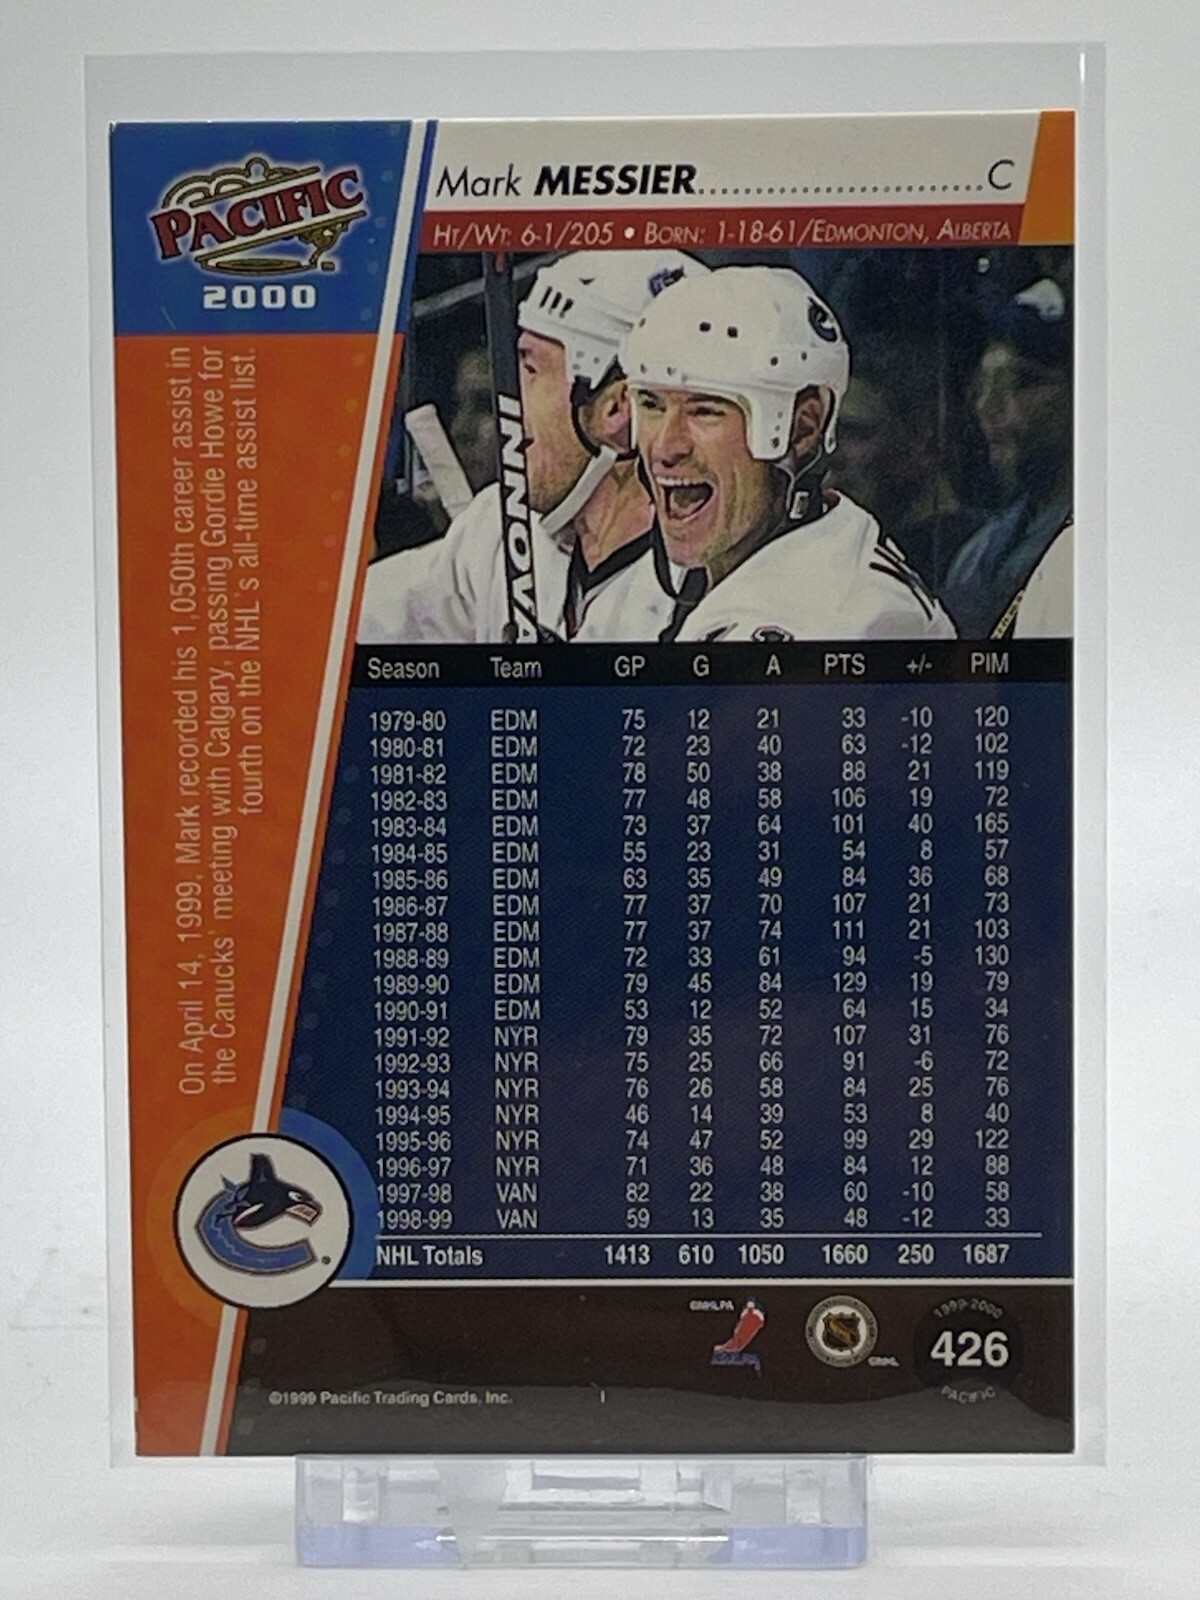 PACIFIC
2000
Mark MESSIER..............................C
HT/WT: 6-1/205 • BORN: 1-18-61/EDMONTON, ALBERTA
On April 14, 1999, Mark recorded his 1,050th career assist in
the Canucks' meeting with Calgary, passing Gordie Howe for
fourth on the NHL's all-time assist list.
INNOVA
Season Team GP G A PTS +/- PIM
1979-80 EDM 75 12 21 33 -10 120
1980-81 EDM 72 23 40 63 -12 102
1981-82 EDM 78 50 38 88 21 119
1982-83 EDM 77 48 58 106 19 72
1983-84 EDM 73 37 64 101 40 165
1984-85 EDM 55 23 31 54 8 57
1985-86 EDM 63 35 49 84 36 68
1986-87 EDM 77 37 70 107 21 73
1987-88 EDM 77 37 74 111 21 103
1988-89 EDM 72 33 61 94 -5 130
1989-90 EDM 79 45 84 129 19 79
1990-91 EDM 53 12 52 64 15 34
1991-92 NYR 79 35 72 107 31 76
1992-93 NYR 75 25 66 91 -6 72
1993-94 NYR 76 26 58 84 25 76
1994-95 NYR 46 14 39 53 8 40
1995-96 NYR 74 47 52 99 29 122
1996-97 NYR 71 36 48 84 12 88
1997-98 VAN 82 22 38 60 -10 58
1998-99 VAN 59 13 35 48 -12 33
NHL Totals 1413 610 1050 1660 250 1687
©NHLPA
NHLPA
©NHL
1999-2000
426
PACIFIC
©1999 Pacific Trading Cards, Inc.